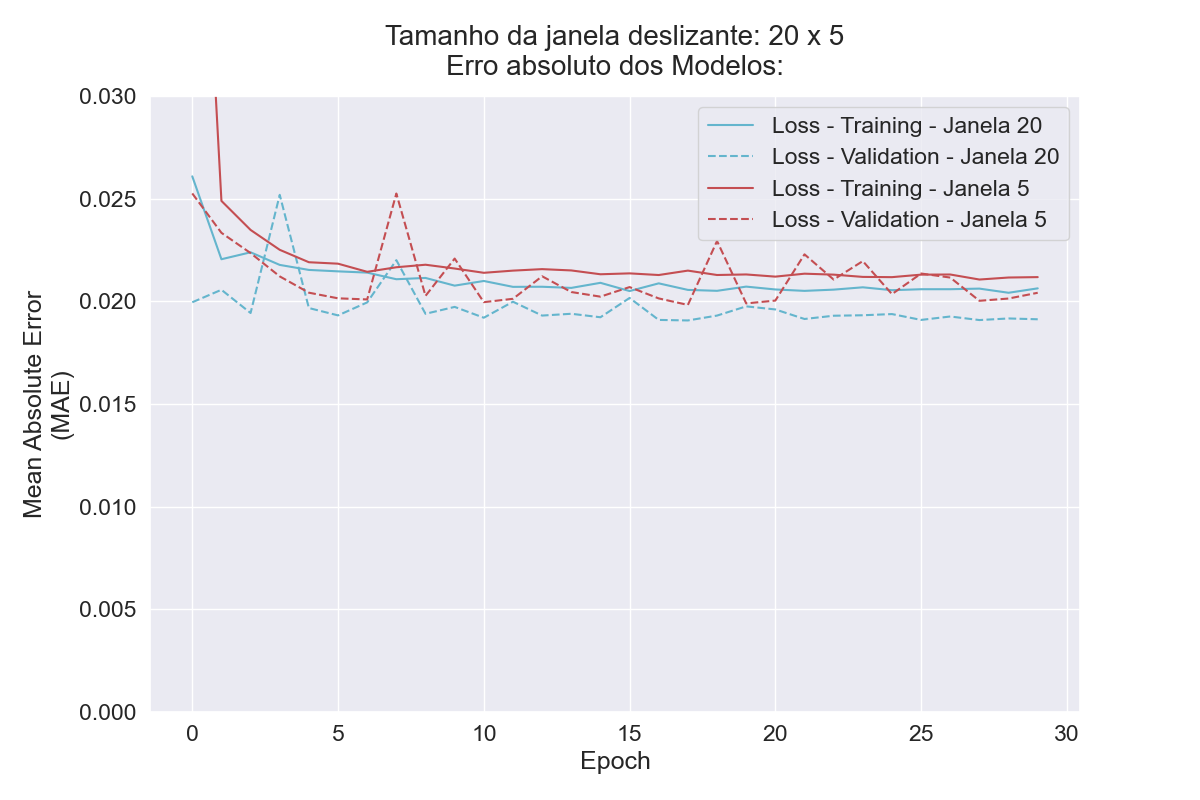 Tamanho da janela deslizante: 20 x 5
Erro absoluto dos Modelos:
Mean Absolute Error
(MAE)
0.030
0.025
0.020
0.015
0.010
0.005
0.000
Loss - Training - Janela 20
Loss - Validation - Janela 20
Loss - Training - Janela 5
Loss - Validation - Janela 5
0 5 10 15 20 25 30
Epoch